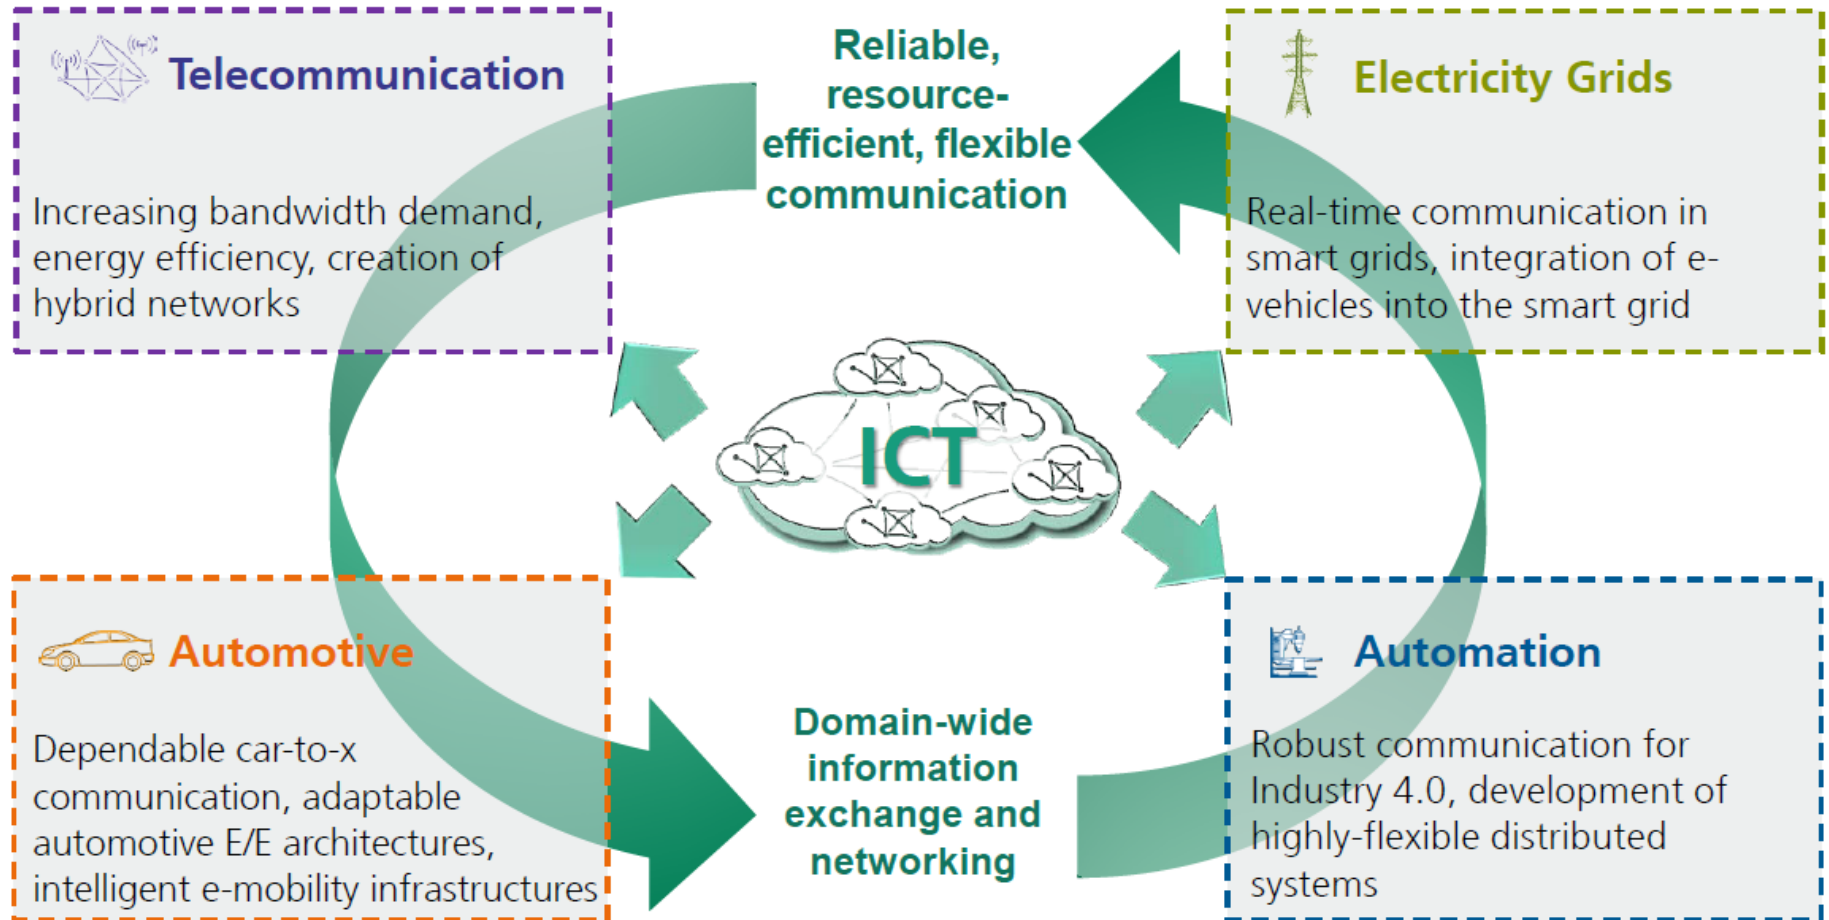 Telecommunication
Increasing bandwidth demand,
energy efficiency, creation of
hybrid networks
Reliable,
resource-
efficient, flexible
communication
Electricity Grids
Real-time communication in
smart grids, integration of e-
vehicles into the smart grid
ICT
Automotive
Dependable car-to-x
communication, adaptable
automotive E/E architectures,
intelligent e-mobility infrastructures
Domain-wide
information
exchange and
networking
Automation
Robust communication for
Industry 4.0, development of
highly-flexible distributed
systems